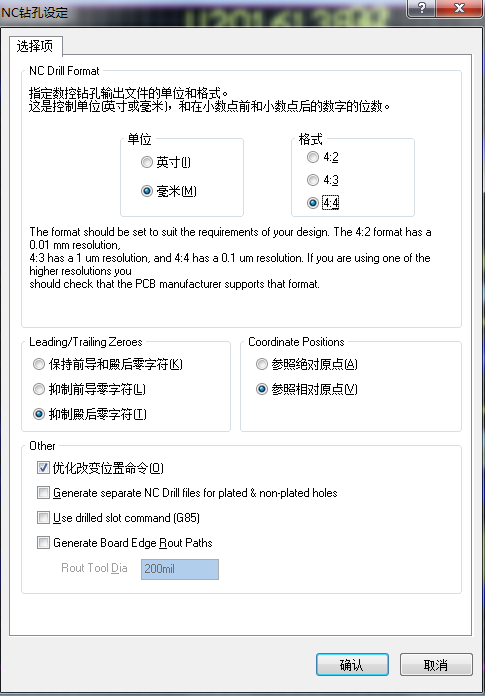 NC钻孔设定
选择项
NC Drill Format
指定数控钻孔输出文件的单位和格式。
这是控制单位(英寸或毫米)，和在小数点前和小数点后的数字的位数。
单位
英寸(I)
毫米(M)
格式
4:2
4:3
4:4
The format should be set to suit the requirements of your design. The 4:2 format has a
0.01 mm resolution,
4:3 has a 1 um resolution, and 4:4 has a 0.1 um resolution. If you are using one of the
higher resolutions you
should check that the PCB manufacturer supports that format.
Leading/Trailing Zeroes
保持前导和殿后零字符(K)
抑制前导零字符(L)
抑制殿后零字符(T)
Coordinate Positions
参照绝对原点(A)
参照相对原点(V)
Other
优化改变位置命令(O)
Generate separate NC Drill files for plated & non-plated holes
Use drilled slot command (G85)
Generate Board Edge Rout Paths
Rout Tool Dia
200mil
确认
取消